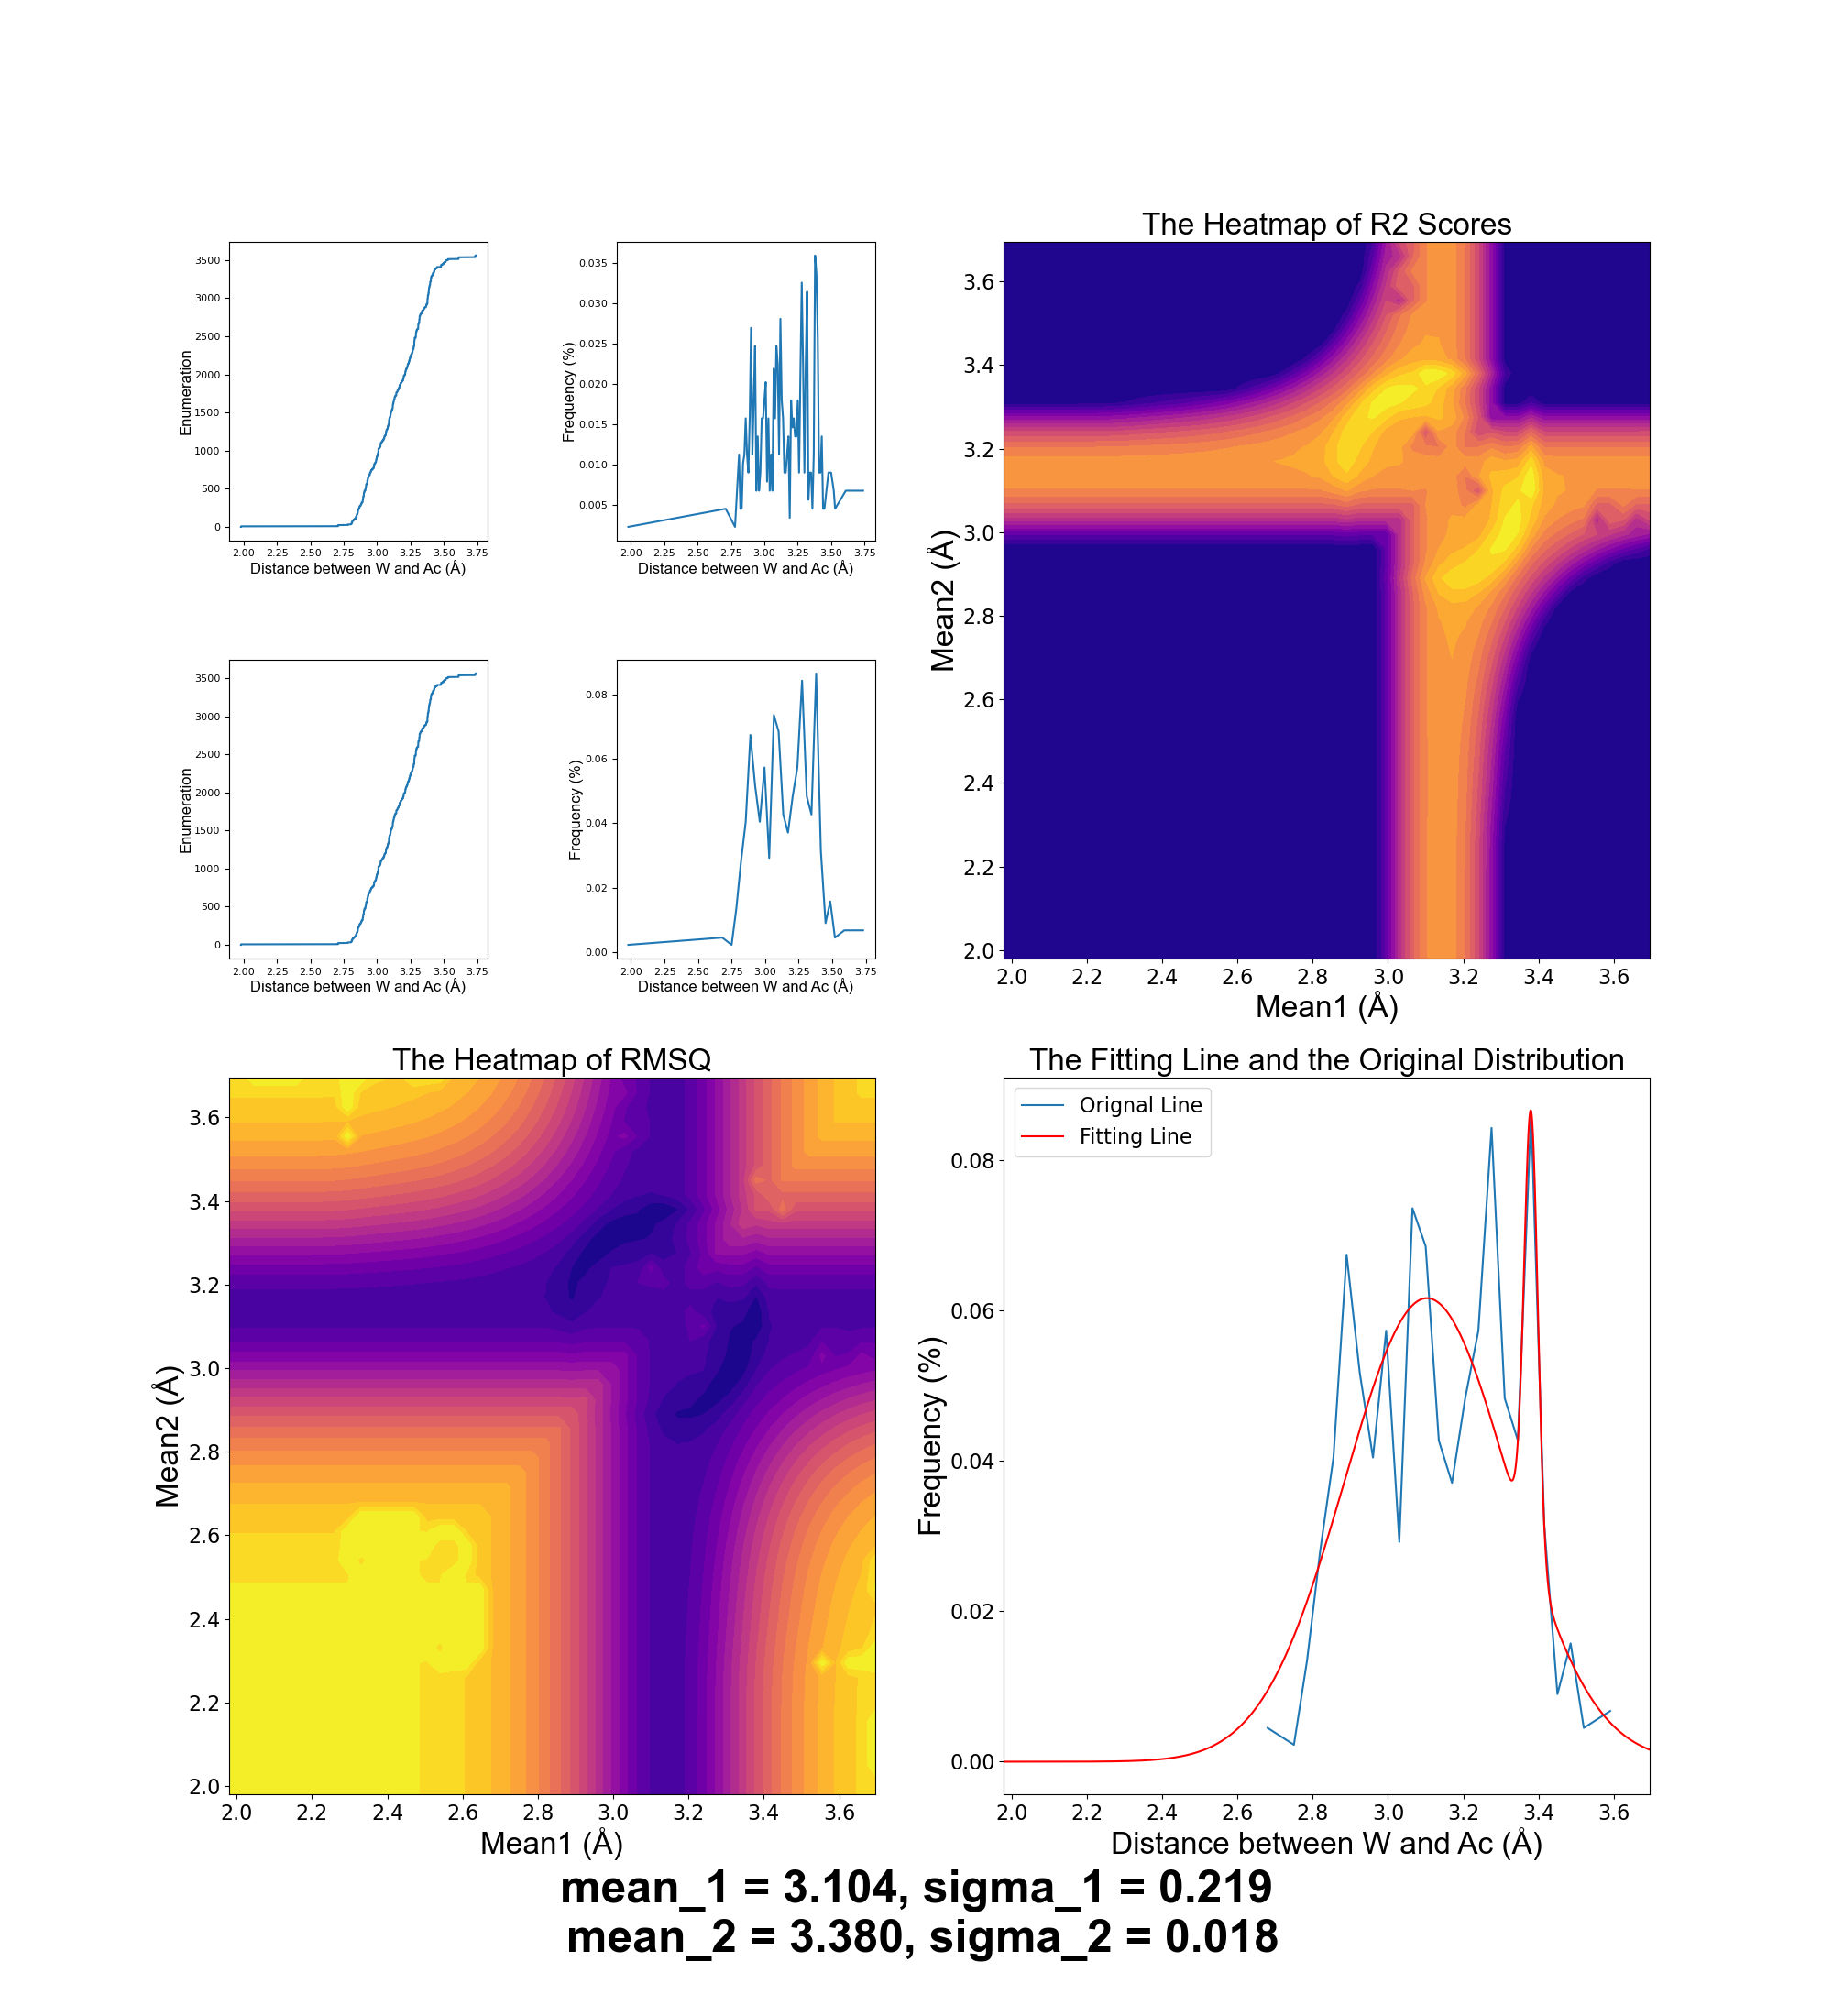 3500
3000
2500
2000
1500
1000
500
0
Enumeration
2.00 2.25 2.50 2.75 3.00 3.25 3.50 3.75
Distance between W and Ac (Å)
0.035
0.030
0.025
0.020
0.015
0.010
0.005
Frequency (%)
2.00 2.25 2.50 2.75 3.00 3.25 3.50 3.75
Distance between W and Ac (Å)
3500
3000
2500
2000
1500
1000
500
0
Enumeration
2.00 2.25 2.50 2.75 3.00 3.25 3.50 3.75
Distance between W and Ac (Å)
0.08
0.06
0.04
0.02
0.00
Frequency (%)
2.00 2.25 2.50 2.75 3.00 3.25 3.50 3.75
Distance between W and Ac (Å)
The Heatmap of R2 Scores
3.6
3.4
3.2
3.0
2.8
2.6
2.4
2.2
2.0
Mean2 (Å)
2.0 2.2 2.4 2.6 2.8 3.0 3.2 3.4 3.6
Mean1 (Å)
The Heatmap of RMSQ
3.6
3.4
3.2
3.0
2.8
2.6
2.4
2.2
2.0
Mean2 (Å)
2.0 2.2 2.4 2.6 2.8 3.0 3.2 3.4 3.6
Mean1 (Å)
The Fitting Line and the Original Distribution
Orignal Line
Fitting Line
0.08
0.06
0.04
0.02
0.00
Frequency (%)
2.0 2.2 2.4 2.6 2.8 3.0 3.2 3.4 3.6
Distance between W and Ac (Å)
mean_1 = 3.104, sigma_1 = 0.219
mean_2 = 3.380, sigma_2 = 0.018